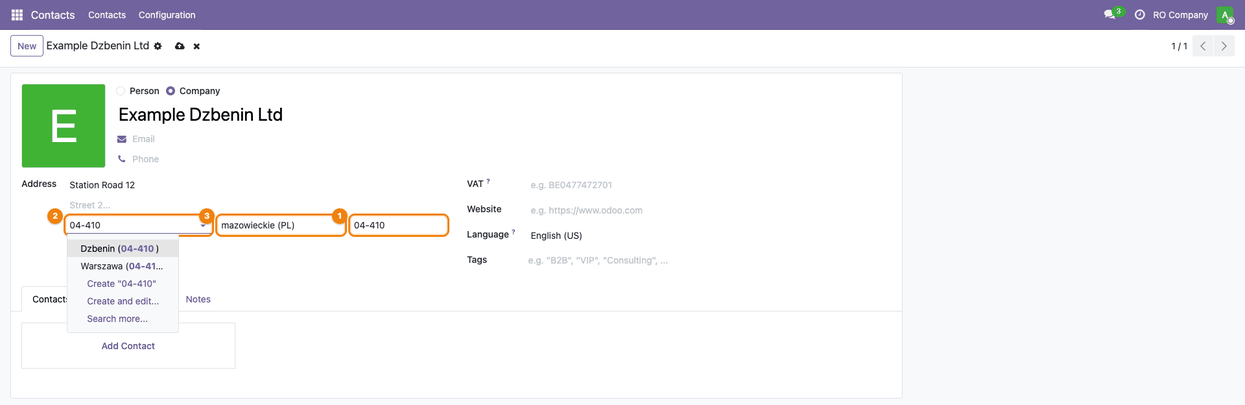 Contacts Contacts Configuration 3 RO Company A
New Example Dzbenin Ltd 1 / 1
E
Person Company
Example Dzbenin Ltd
Email
Phone
Address Station Road 12
Street 2...
2 3 1
04-410 mazowieckie (PL) 04-410
Dzbenin (04-410 )
Warszawa (04-41...
Create "04-410"
Create and edit...
Search more...
VAT ? e.g. BE0477472701
Website e.g. https://www.odoo.com
Language ? English (US)
Tags e.g. "B2B", "VIP", "Consulting", ...
Contacts Notes
Add Contact